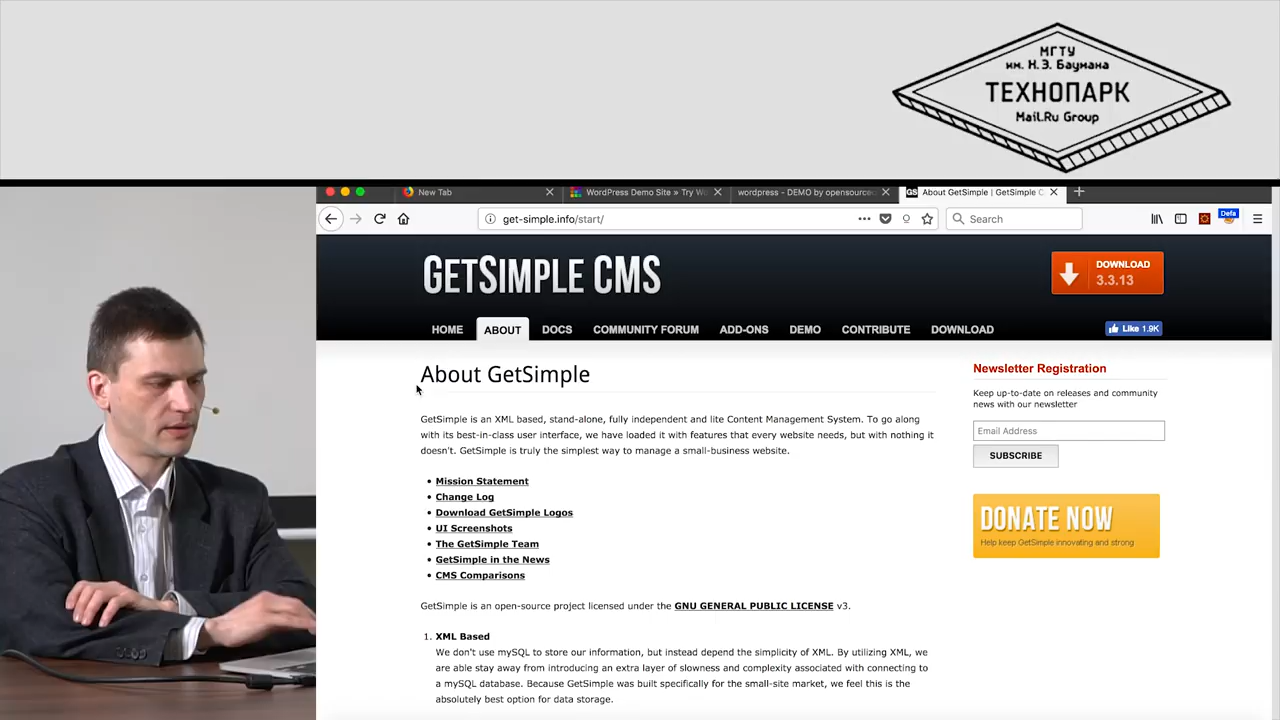 МГТУ
им. Н.Э. Баумана
ТЕХНОПАРК
Mail.Ru Group
New Tab
WordPress Demo Site » Try W
wordpress - DEMO by opensource
GS About GetSimple | GetSimple C
get-simple.info/start/
Search
Defa
GETSIMPLE CMS
DOWNLOAD
3.3.13
HOME ABOUT DOCS COMMUNITY FORUM ADD-ONS DEMO CONTRIBUTE DOWNLOAD
Like 1.9K
About GetSimple
GetSimple is an XML based, stand-alone, fully independent and lite Content Management System. To go along
with its best-in-class user interface, we have loaded it with features that every website needs, but with nothing it
doesn't. GetSimple is truly the simplest way to manage a small-business website.
• Mission Statement
• Change Log
• Download GetSimple Logos
• UI Screenshots
• The GetSimple Team
• GetSimple in the News
• CMS Comparisons
GetSimple is an open-source project licensed under the GNU GENERAL PUBLIC LICENSE v3.
1. XML Based
We don't use mySQL to store our information, but instead depend the simplicity of XML. By utilizing XML, we
are able stay away from introducing an extra layer of slowness and complexity associated with connecting to
a mySQL database. Because GetSimple was built specifically for the small-site market, we feel this is the
absolutely best option for data storage.
Newsletter Registration
Keep up-to-date on releases and community
news with our newsletter
Email Address
SUBSCRIBE
DONATE NOW
Help keep GetSimple innovating and strong